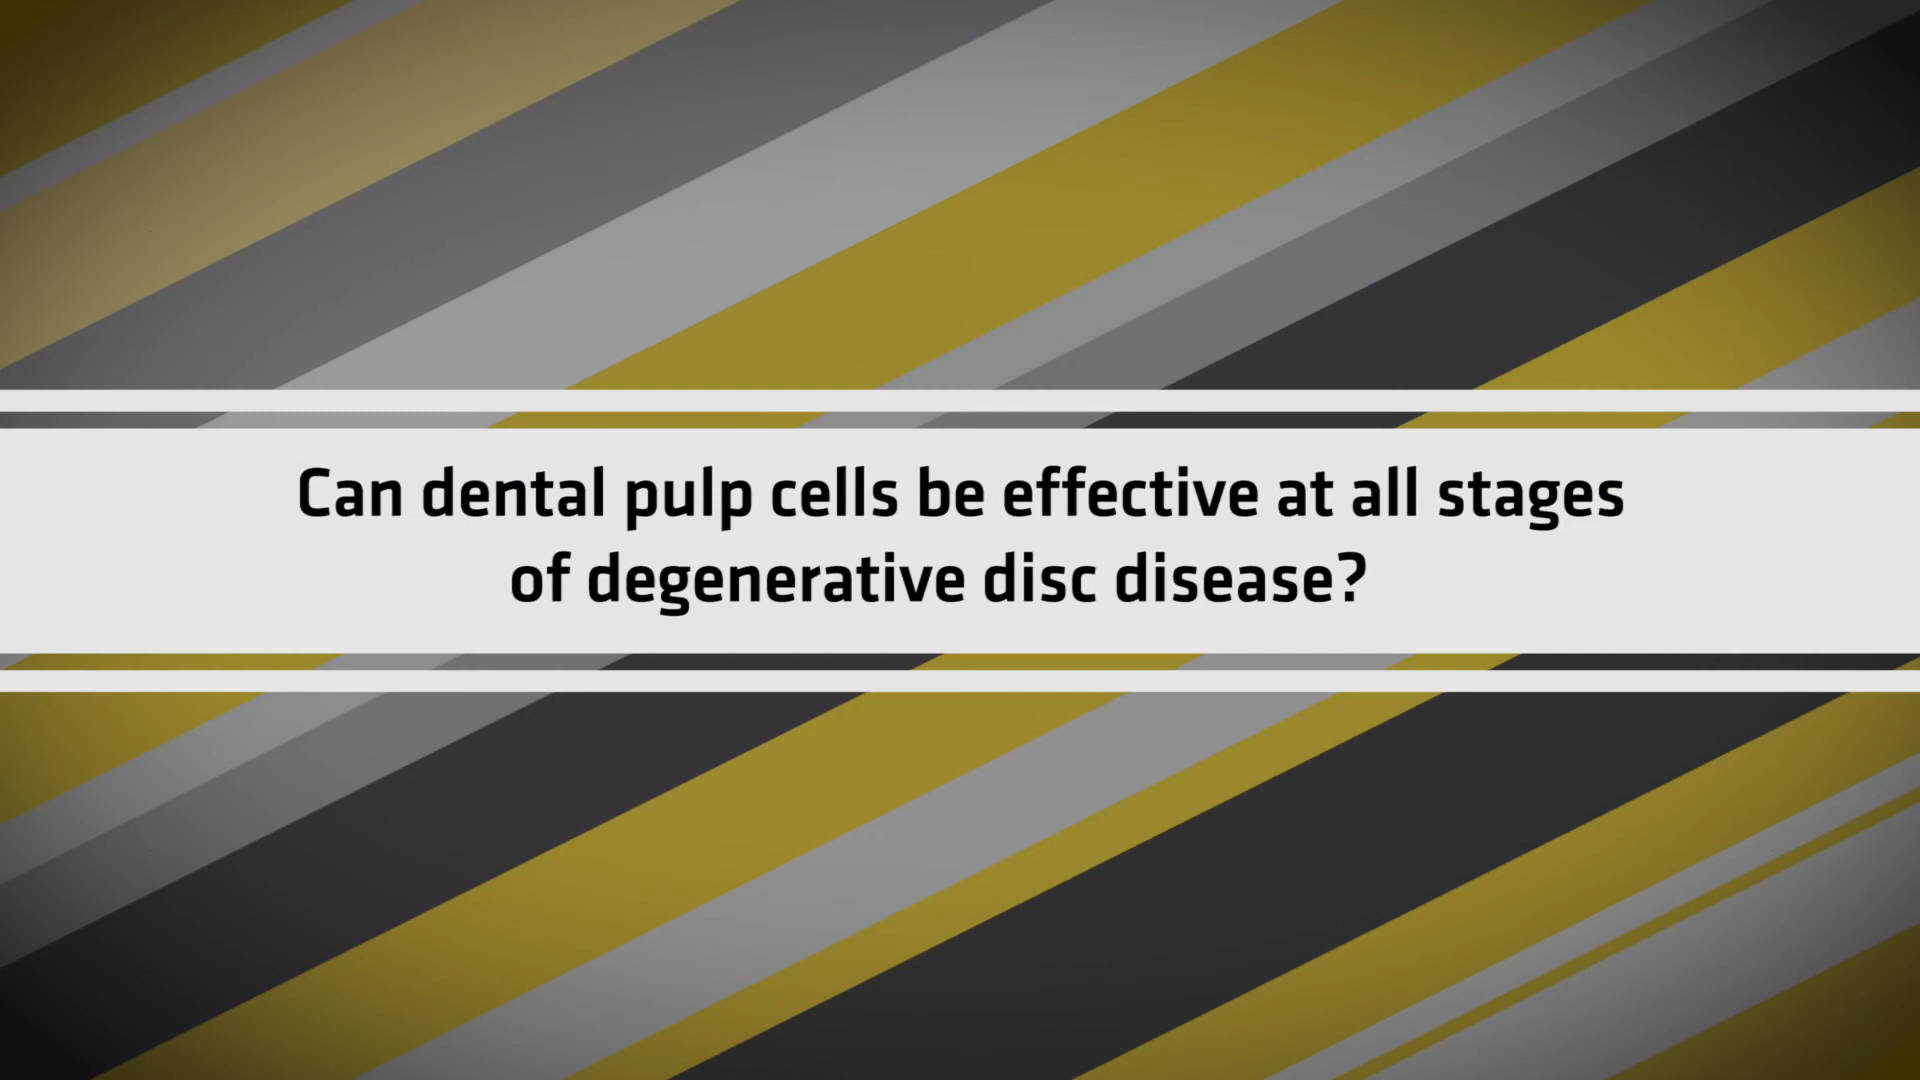 Can dental pulp cells be effective at all stages
of degenerative disc disease?